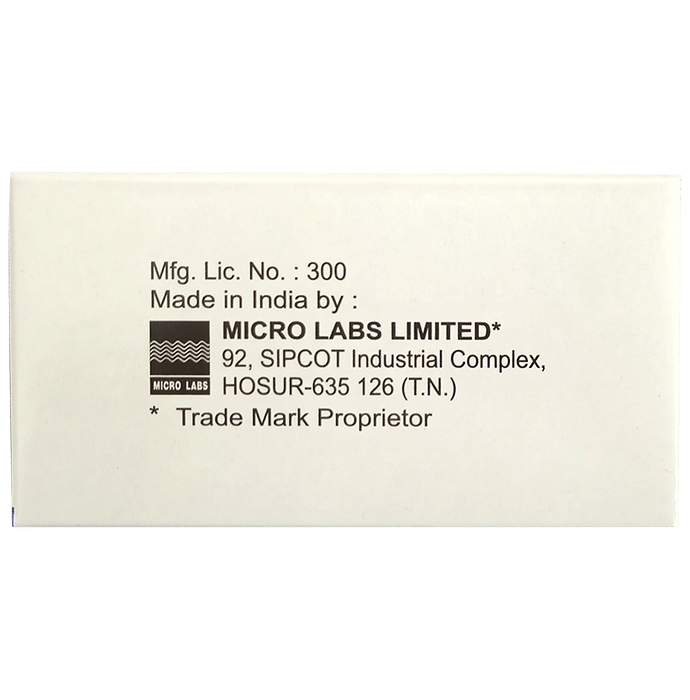 Mfg. Lic. No. : 300
Made in India by :
MICRO LABS LIMITED*
92, SIPCOT Industrial Complex,
MICRO LABS
HOSUR-635 126 (T.N.)
* Trade Mark Proprietor